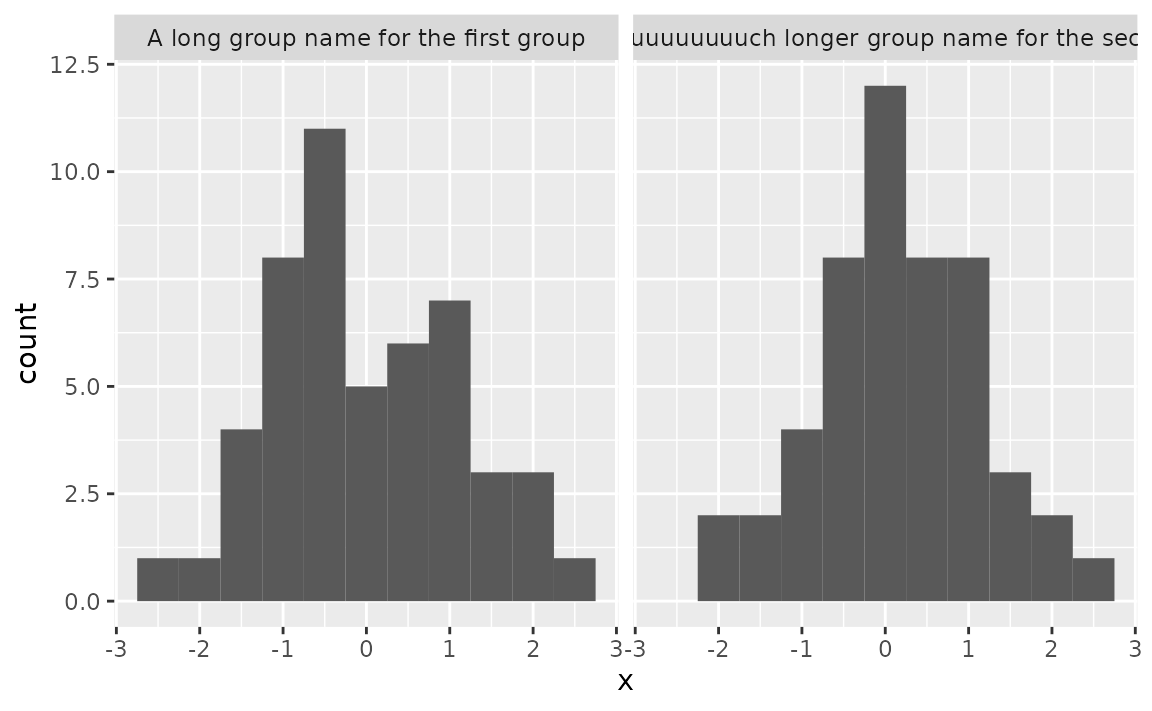 A long group name for the first group
uuuuuuuuch longer group name for the sec
12.5
10.0
7.5
5.0
2.5
0.0
count
-3 -2 -1 0 1 2 3
-3 -2 -1 0 1 2 3
x